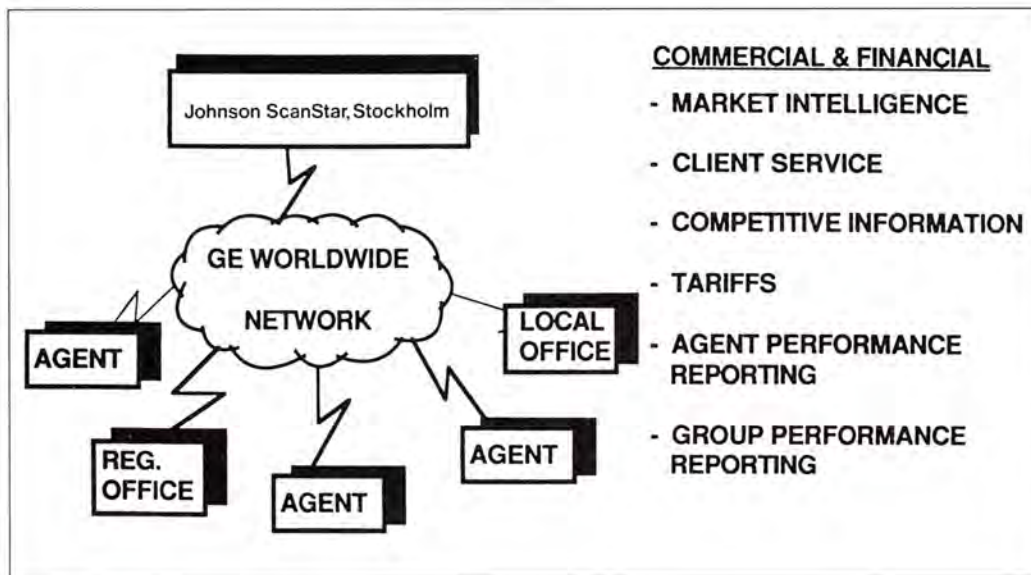 Johnson ScanStar, Stockholm
GE WORLDWIDE
NETWORK
AGENT
REG.
OFFICE
AGENT
AGENT
LOCAL
OFFICE
COMMERCIAL & FINANCIAL
- MARKET INTELLIGENCE
- CLIENT SERVICE
- COMPETITIVE INFORMATION
- TARIFFS
- AGENT PERFORMANCE
REPORTING
- GROUP PERFORMANCE
REPORTING